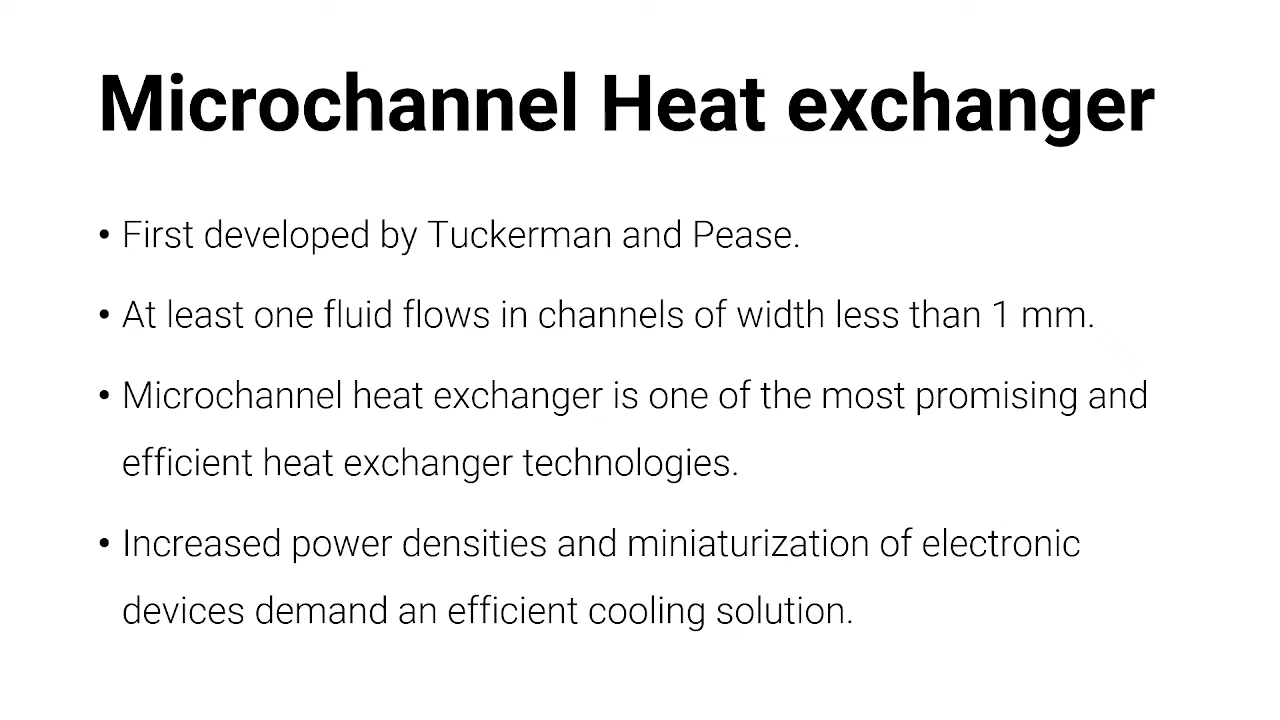 Microchannel Heat exchanger
• First developed by Tuckerman and Pease.
• At least one fluid flows in channels of width less than 1 mm.
• Microchannel heat exchanger is one of the most promising and
efficient heat exchanger technologies.
• Increased power densities and miniaturization of electronic
devices demand an efficient cooling solution.